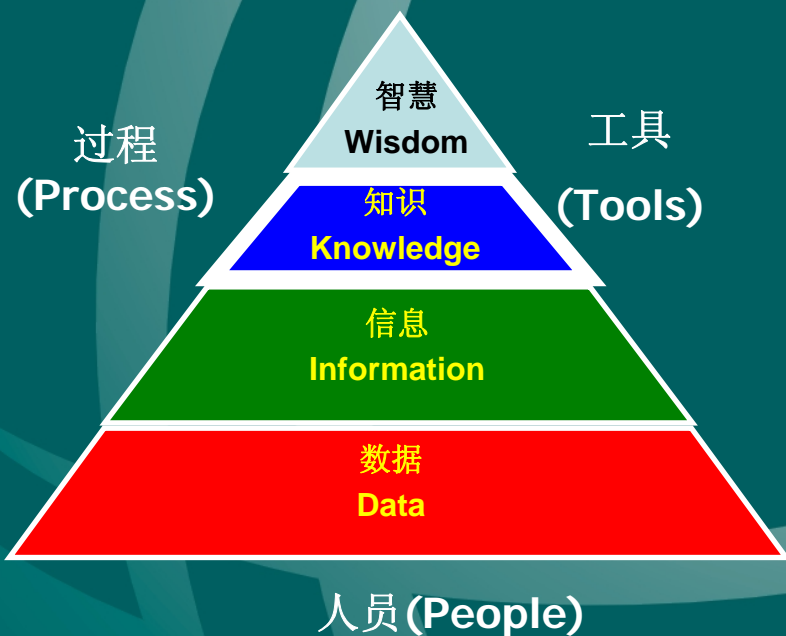 智慧
Wisdom
过程
(Process)
工具
(Tools)
知识
Knowledge
信息
Information
数据
Data
人员(People)